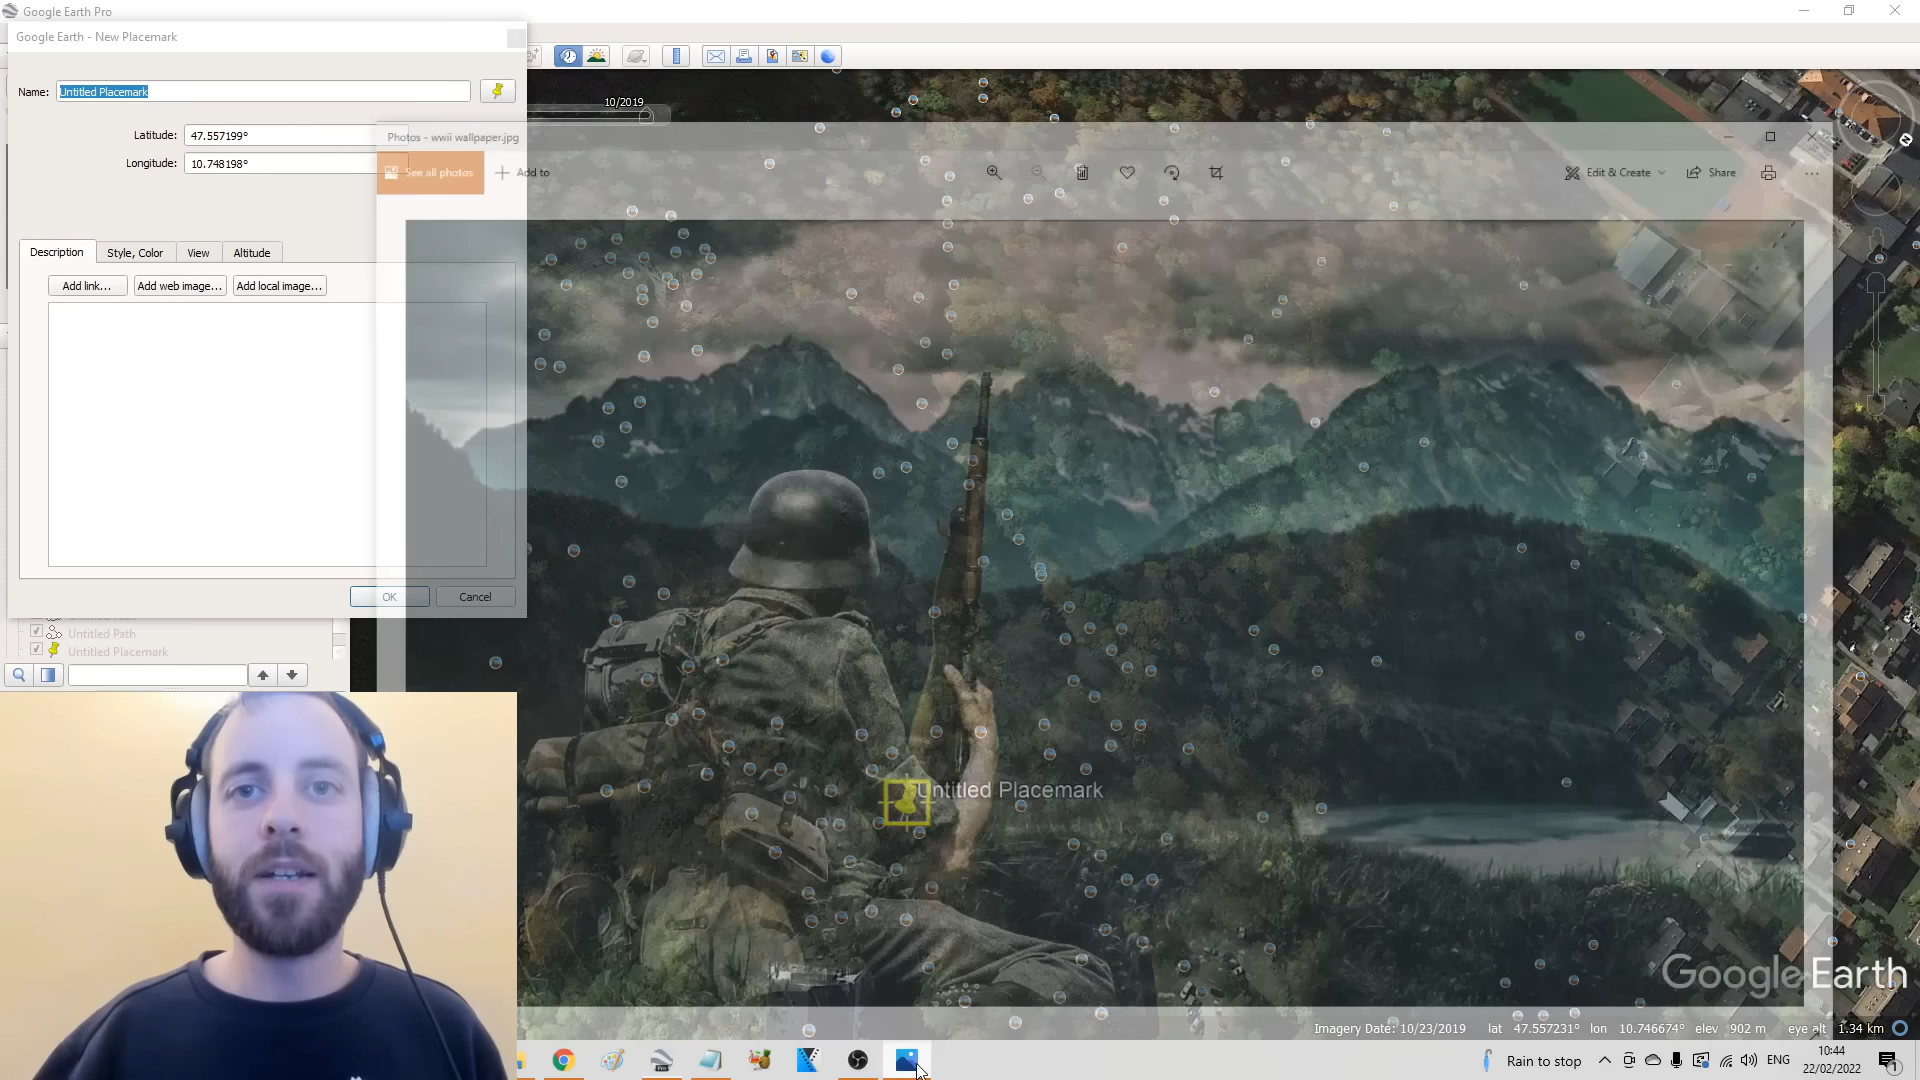 Google Earth Pro
Google Earth - New Placemark
Name:
Untitled Placemark
Latitude:
47.557199°
Longitude:
10.748198°
10/2019
Photos - wwii wallpaper.jpg
See all photos
Add to
Edit & Create
Share
Description
Style, Color
View
Altitude
Add link...
Add web image...
Add local image...
OK
Cancel
Untitled Path
Untitled Placemark
Untitled Placemark
Google Earth
Imagery Date: 10/23/2019 lat 47.557231° lon 10.746674° elev 902 m eye alt 1.34 km
N
Pro
Rain to stop
ENG
10:44
22/02/2022
1